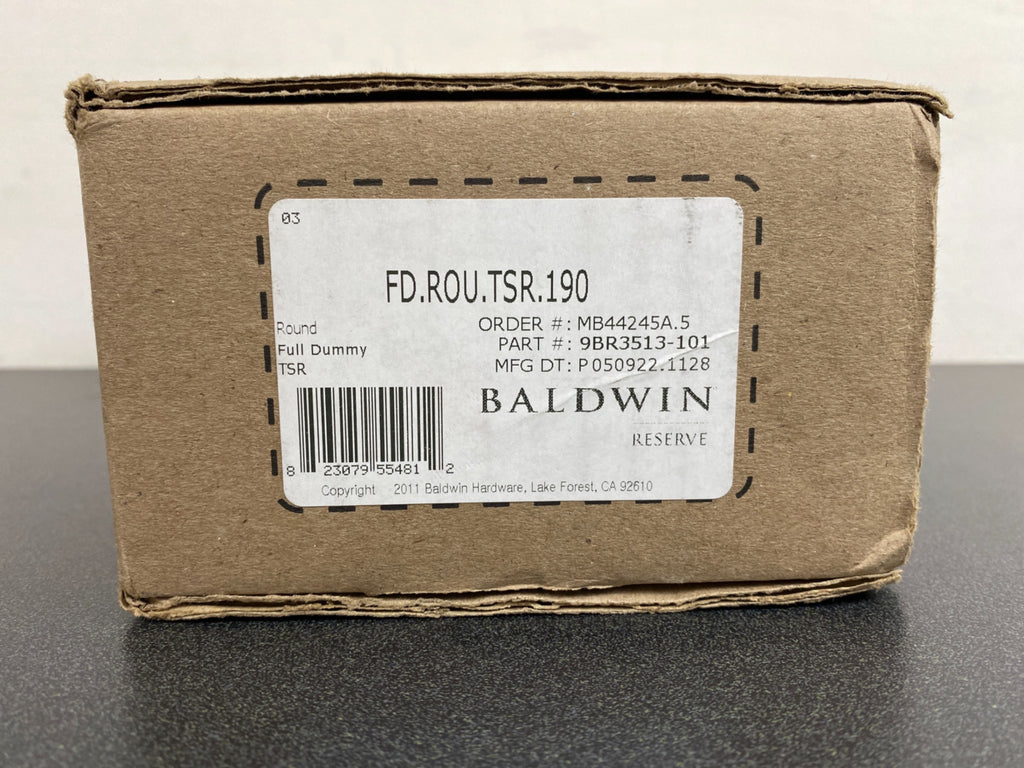 03
FD.ROU.TSR.190
Round
Full Dummy
TSR
ORDER #: MB44245A.5
PART #: 9BR3513-101
MFG DT: P050922.1128
BALDWIN
RESERVE
8 23079 55481 2
Copyright 2011 Baldwin Hardware, Lake Forest, CA 92610